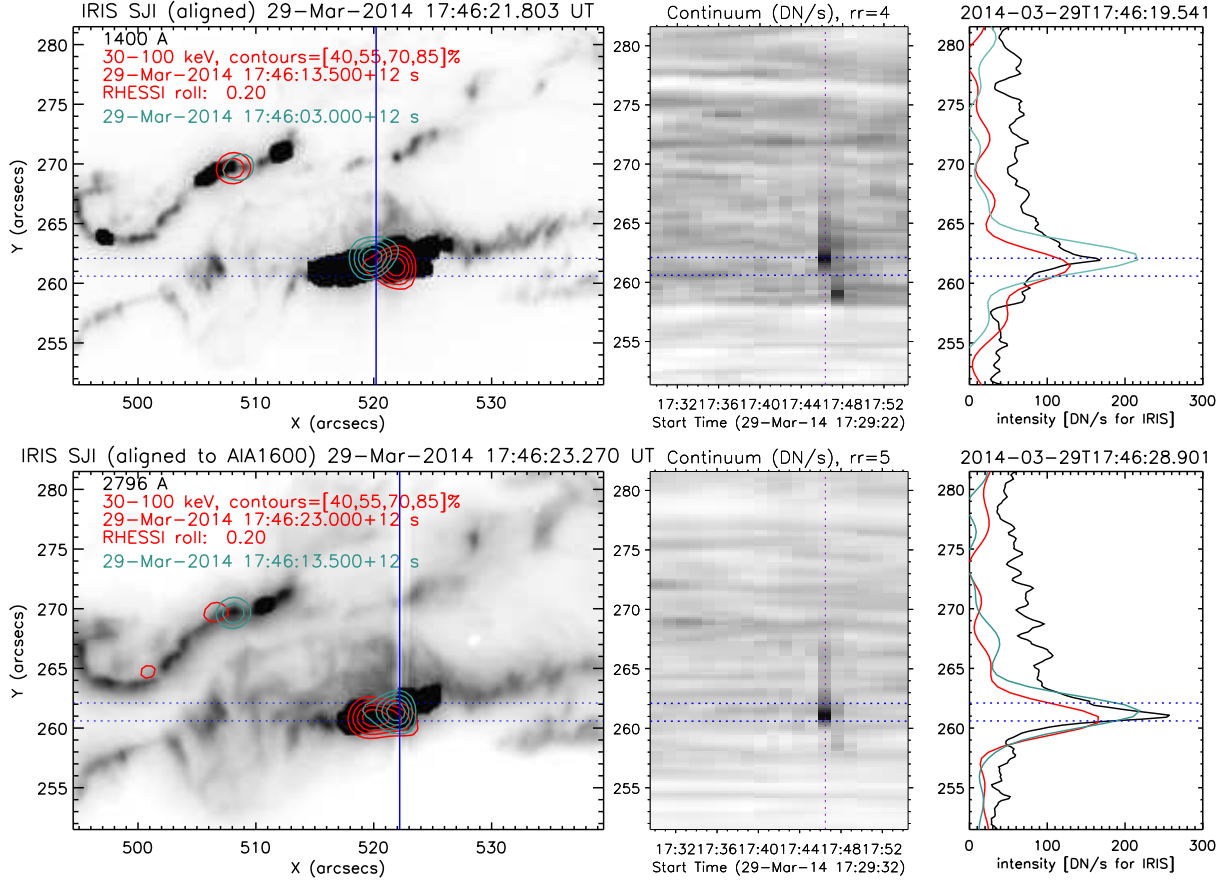 IRIS SJI (aligned) 29-Mar-2014 17:46:21.803 UT
1400 A
30-100 keV, contours=[40,55,70,85]%
29-Mar-2014 17:46:13.500+12 s
RHESSI roll: 0.20
29-Mar-2014 17:46:03.000+12 s
Y (arcsecs)
280
275
270
265
260
255
500 510 520 530
X (arcsecs)
Continuum (DN/s), rr=4
280
275
270
265
260
255
17:32 17:36 17:40 17:44 17:48 17:52
Start Time (29-Mar-14 17:29:22)
2014-03-29T17:46:19.541
280
275
270
265
260
255
0 100 200 300
intensity [DN/s for IRIS]
IRIS SJI (aligned to AIA1600) 29-Mar-2014 17:46:23.270 UT
2796 A
30-100 keV, contours=[40,55,70,85]%
29-Mar-2014 17:46:23.000+12 s
RHESSI roll: 0.20
29-Mar-2014 17:46:13.500+12 s
Y (arcsecs)
280
275
270
265
260
255
500 510 520 530
X (arcsecs)
Continuum (DN/s), rr=5
280
275
270
265
260
255
17:32 17:36 17:40 17:44 17:48 17:52
Start Time (29-Mar-14 17:29:32)
2014-03-29T17:46:28.901
280
275
270
265
260
255
0 100 200 300
intensity [DN/s for IRIS]